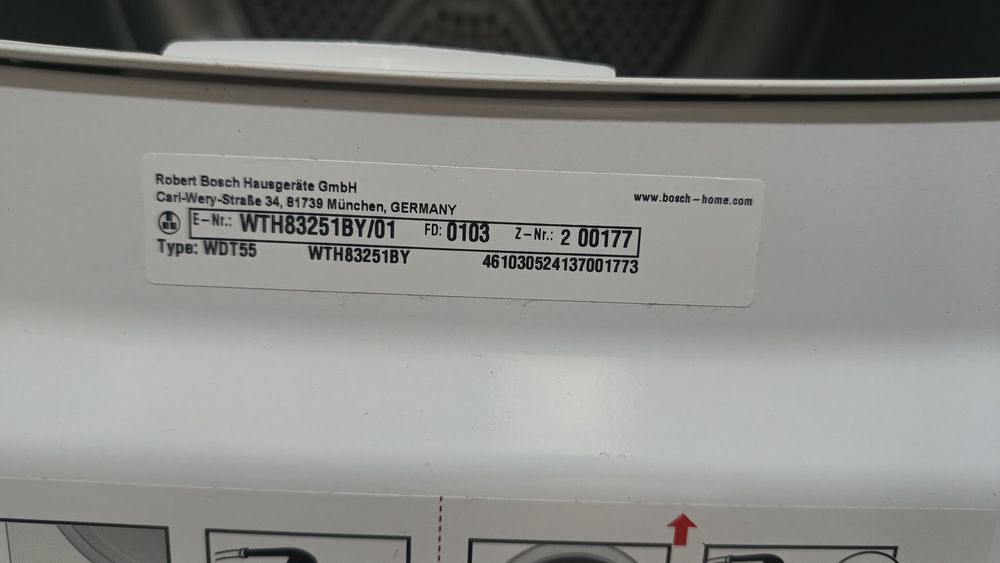 Robert Bosch Hausgeräte GmbH
Carl-Wery-Straße 34, 81739 München, GERMANY
www.bosch-home.com
E-Nr.: WTH83251BY/01 FD: 0103 Z-Nr.: 2 00177
Type: WDT55 WTH83251BY 461030524137001773